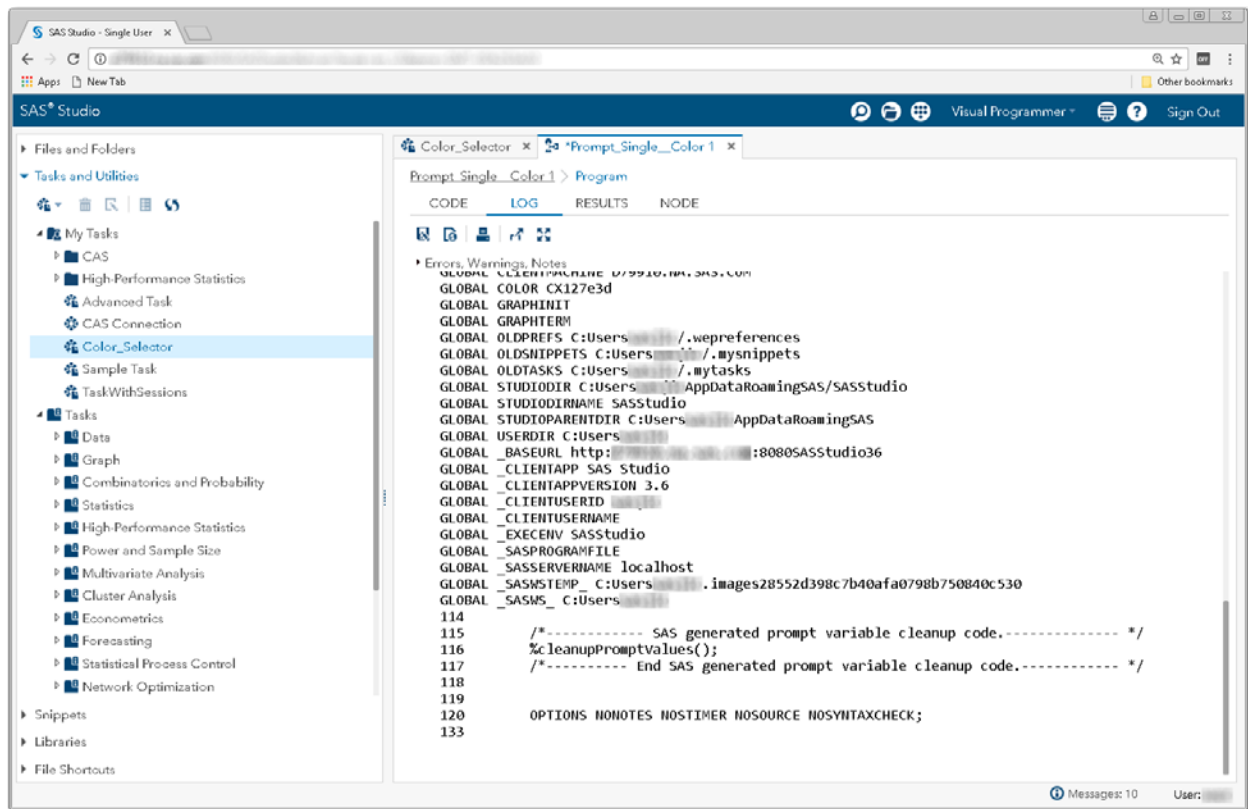 SAS Studio - Single User
Apps New Tab
Other bookmarks
SAS® Studio
Visual Programmer
Sign Out
Files and Folders
Tasks and Utilities
My Tasks
CAS
High-Performance Statistics
Advanced Task
CAS Connection
Color_Selector
Sample Task
TaskWithSessions
Tasks
Data
Graph
Combinatorics and Probability
Statistics
High-Performance Statistics
Power and Sample Size
Multivariate Analysis
Cluster Analysis
Econometrics
Forecasting
Statistical Process Control
Network Optimization
Snippets
Libraries
File Shortcuts
Color_Selector
*Prompt_Single__Color 1
Prompt_Single__Color 1 > Program
CODE LOG RESULTS NODE
Errors, Warnings, Notes
GLOBAL CLIENTMACHINE D79910.NA.SAS.COM
GLOBAL COLOR CX127e3d
GLOBAL GRAPHINIT
GLOBAL GRAPHTERM
GLOBAL OLDPREFS C:Users /.wepreferences
GLOBAL OLDSNIPPETS C:Users /.mysnippets
GLOBAL OLDTASKS C:Users /.mytasks
GLOBAL STUDIODIR C:Users AppDataRoamingSAS/SASStudio
GLOBAL STUDIODIRNAME SASStudio
GLOBAL STUDIOPARENTDIR C:Users AppDataRoamingSAS
GLOBAL USERDIR C:Users
GLOBAL _BASEURL http: :8080SASStudio36
GLOBAL _CLIENTAPP SAS Studio
GLOBAL _CLIENTAPPVERSION 3.6
GLOBAL _CLIENTUSERID
GLOBAL _CLIENTUSERNAME
GLOBAL _EXECENV SASStudio
GLOBAL _SASPROGRAMFILE
GLOBAL _SASSERVERNAME localhost
GLOBAL _SASWSTEMP_ C:Users .images28552d398c7b40afa0798b750840c530
GLOBAL _SASWS_ C:Users
114
115 /*------------ SAS generated prompt variable cleanup code.-------------- */
116 %cleanupPromptValues();
117 /*---------- End SAS generated prompt variable cleanup code.------------ */
118
119
120 OPTIONS NONOTES NOSTIMER NOSOURCE NOSYNTAXCHECK;
133
Messages: 10
User: